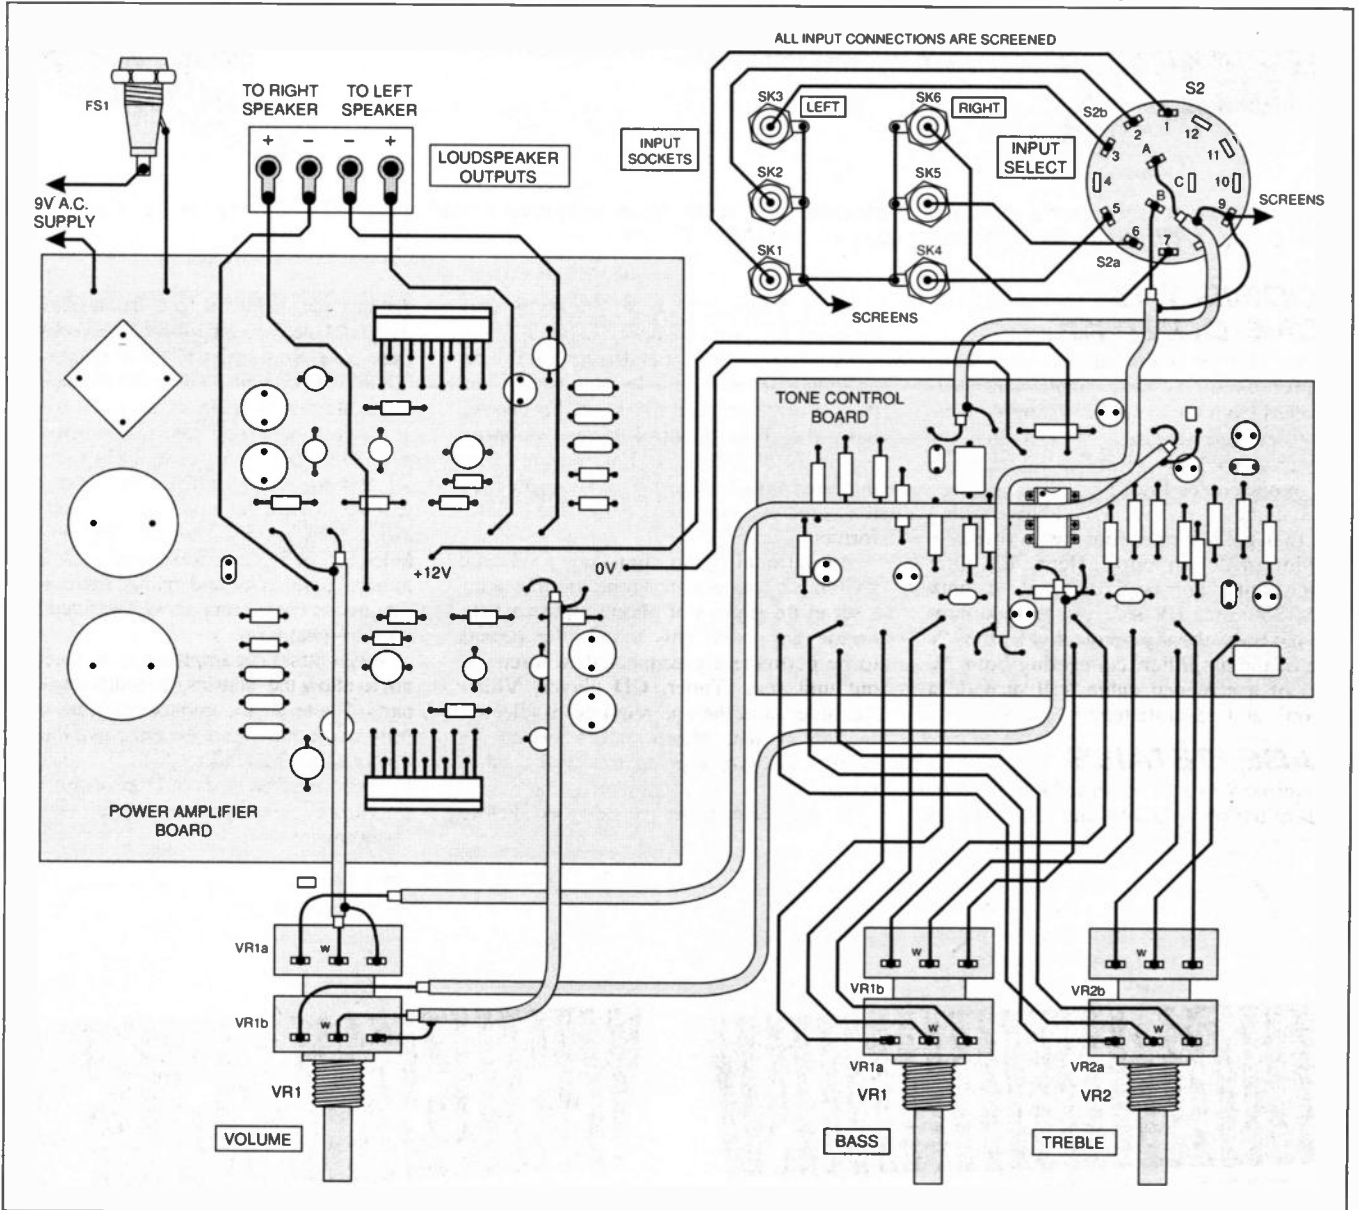 ALL INPUT CONNECTIONS ARE SCREENED
FS1
TO RIGHT
SPEAKER
TO LEFT
SPEAKER
+ − − +
LOUDSPEAKER
OUTPUTS
9V A.C.
SUPPLY
INPUT
SOCKETS
SK3
LEFT
SK6
RIGHT
SK2
SK5
SK1
SK4
SCREENS
INPUT
SELECT
S2
S2b
S2a
1
2
3
4
5
6
7
9
10
11
12
A
B
C
SCREENS
TONE CONTROL
BOARD
+12V
0V
POWER AMPLIFIER
BOARD
VR1a
W
VR1b
W
VR1
VOLUME
W
VR1b
W
VR1a
VR1
BASS
W
VR2b
W
VR2a
VR2
TREBLE